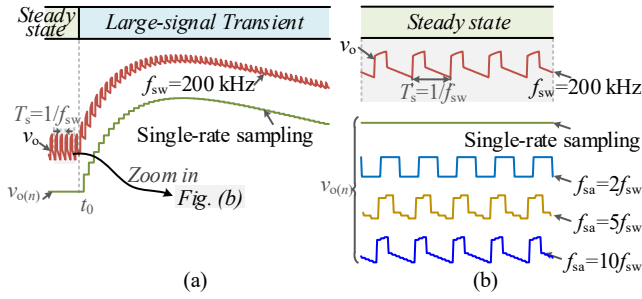 Steady state
Large-signal Transient
fsw=200 kHz
Ts=1/fsw
vo
Single-rate sampling
Zoom in
Fig. (b)
vo(n)
t0
(a)
Steady state
vo
Ts=1/fsw
fsw=200 kHz
Single-rate sampling
vo(n)
fsa=2fsw
fsa=5fsw
fsa=10fsw
(b)